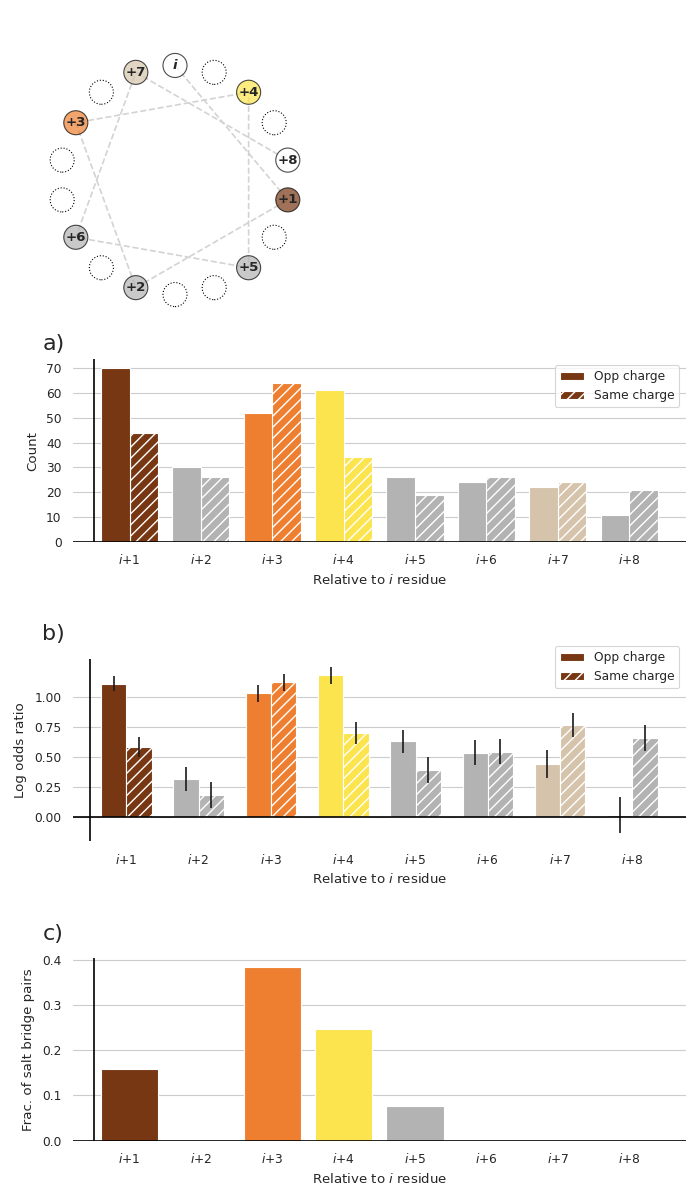 +7 i
+4
+3
+8
+1
+6
+5
+2
a)
70
60
50
40
30
20
10
0
Count
Opp charge
Same charge
i+1 i+2 i+3 i+4 i+5 i+6 i+7 i+8
Relative to i residue
b)
1.00
0.75
0.50
0.25
0.00
Log odds ratio
Opp charge
Same charge
i+1 i+2 i+3 i+4 i+5 i+6 i+7 i+8
Relative to i residue
c)
0.4
0.3
0.2
0.1
0.0
Frac. of salt bridge pairs
i+1 i+2 i+3 i+4 i+5 i+6 i+7 i+8
Relative to i residue